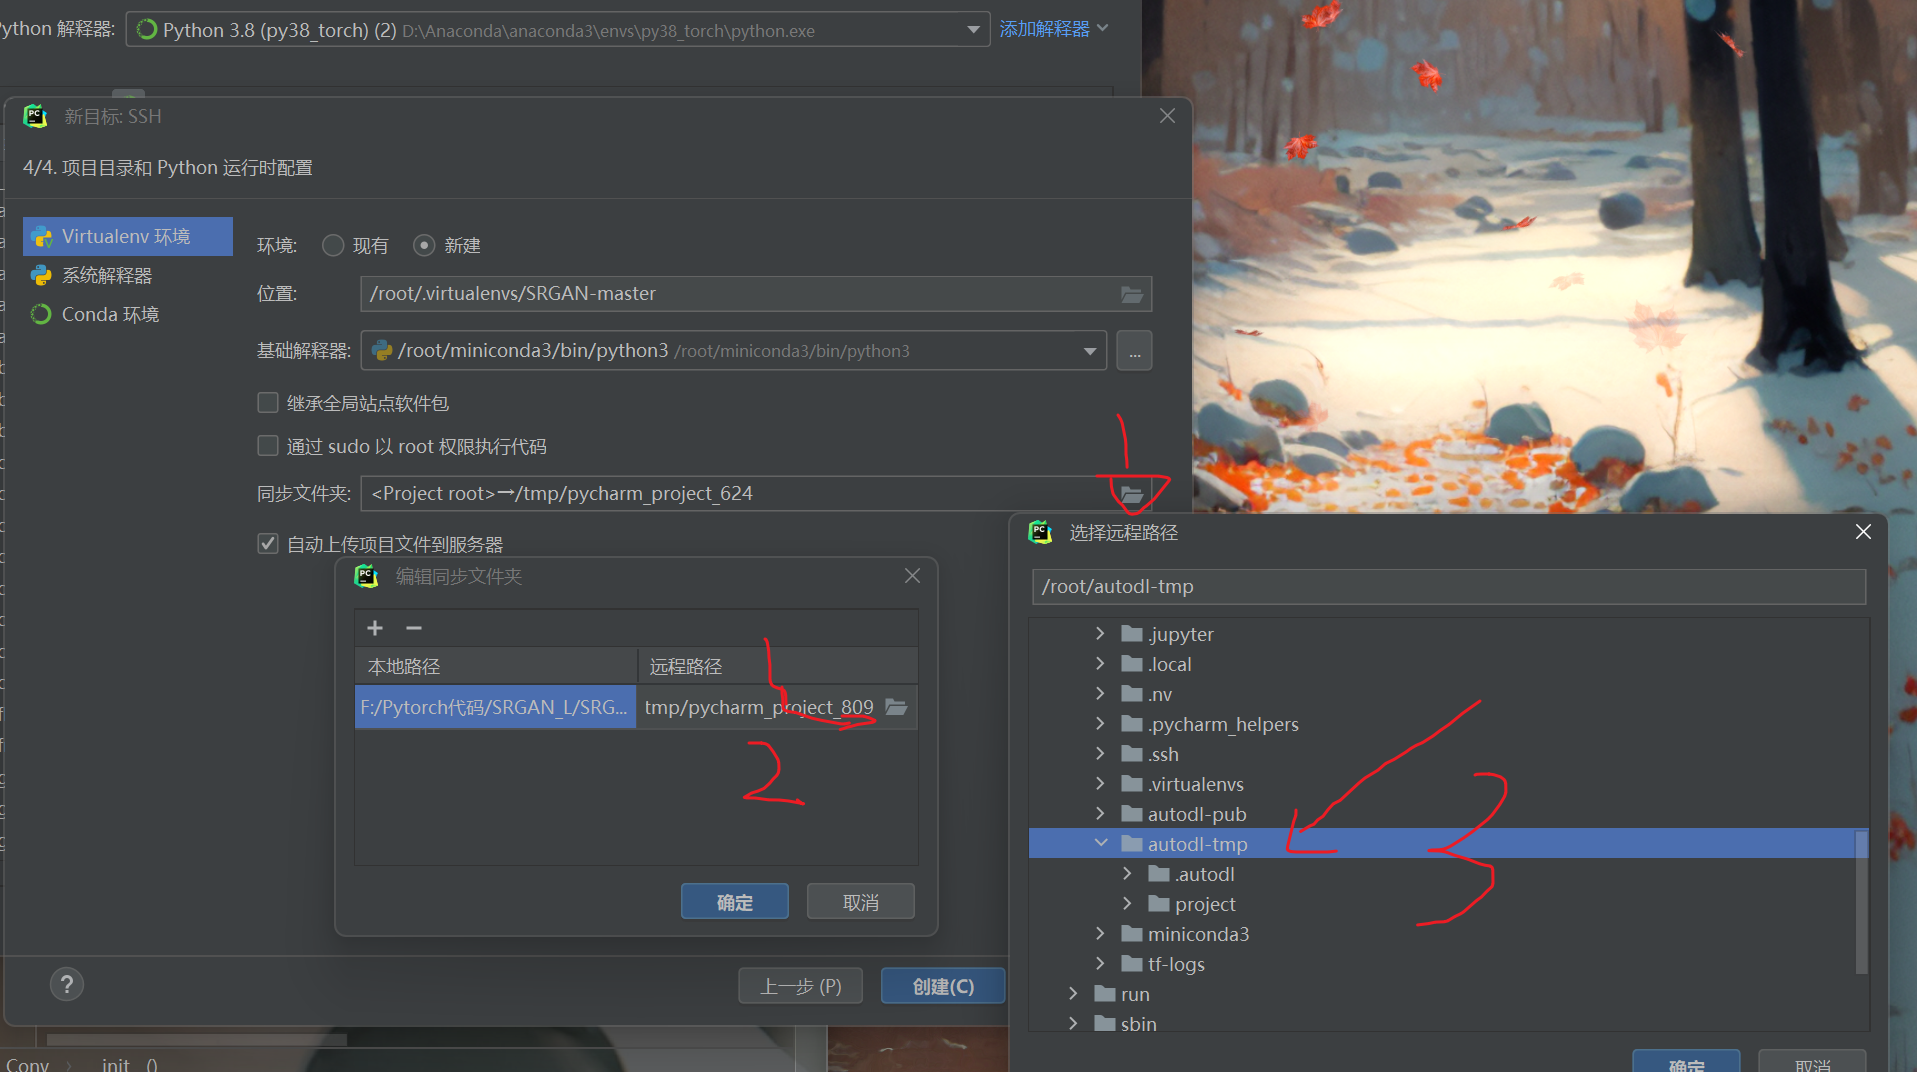 ython 解释器:
Python 3.8 (py38_torch) (2) D:\Anaconda\anaconda3\envs\py38_torch\python.exe
添加解释器
新目标: SSH
4/4. 项目目录和 Python 运行时配置
Virtualenv 环境
系统解释器
Conda 环境
环境:
现有
新建
位置:
/root/.virtualenvs/SRGAN-master
基础解释器:
/root/miniconda3/bin/python3 /root/miniconda3/bin/python3
...
继承全局站点软件包
通过 sudo 以 root 权限执行代码
同步文件夹:
<Project root>→/tmp/pycharm_project_624
自动上传项目文件到服务器
1
编辑同步文件夹
本地路径
远程路径
F:/Pytorch代码/SRGAN_L/SRG...
tmp/pycharm_project_809
2
确定
取消
?
上一步 (P)
创建(C)
选择远程路径
/root/autodl-tmp
.jupyter
.local
.nv
.pycharm_helpers
.ssh
.virtualenvs
autodl-pub
autodl-tmp
3
.autodl
project
miniconda3
tf-logs
run
sbin
确定
取消
Conv
init ()